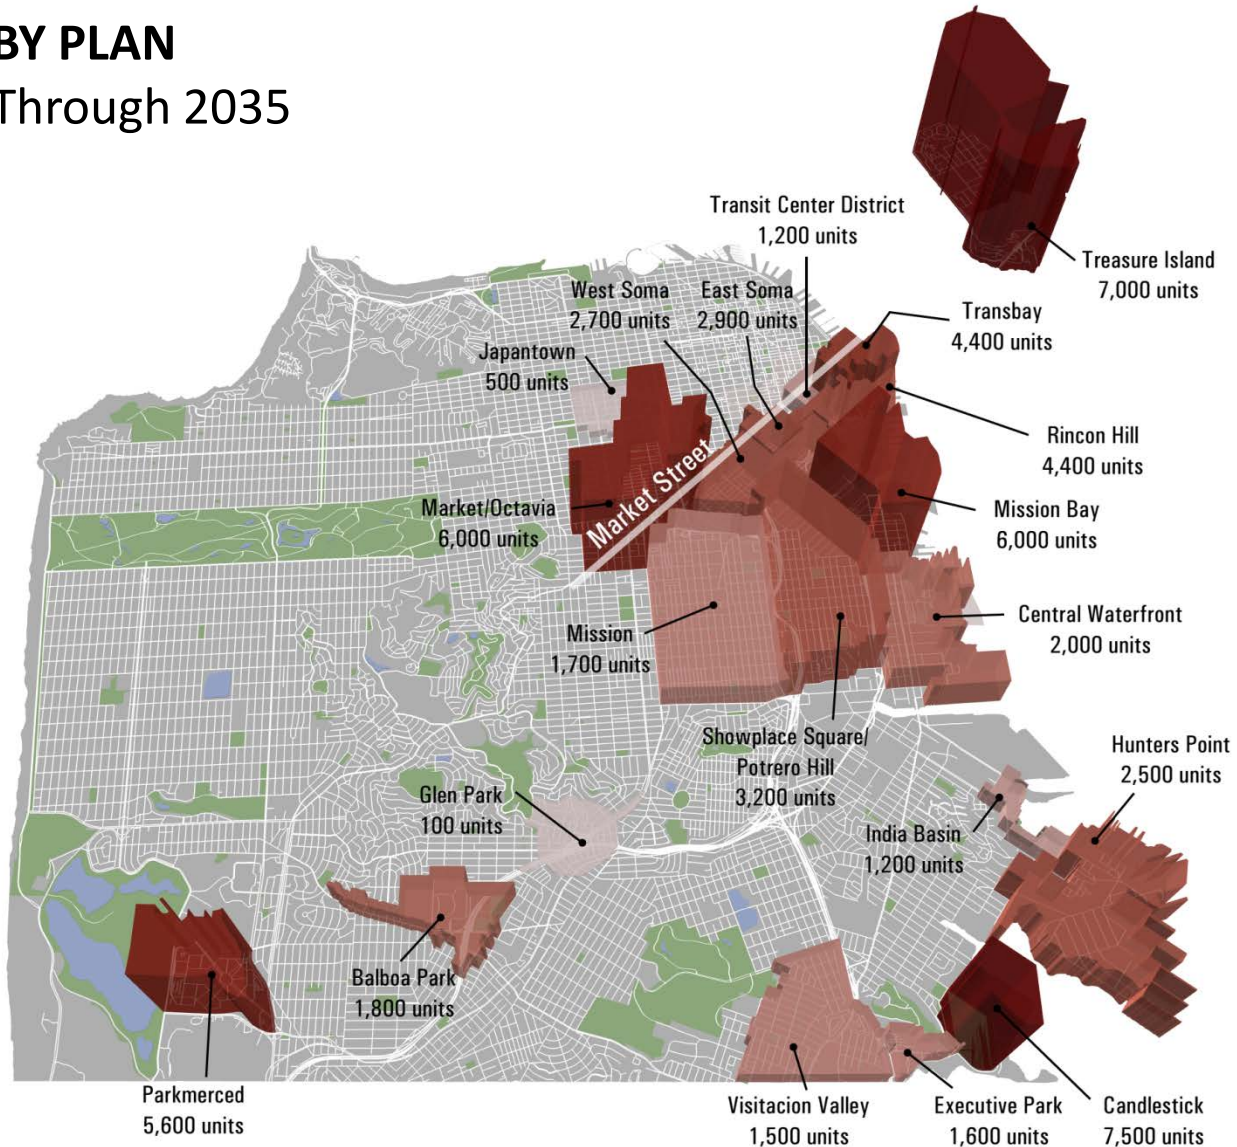 BY PLAN
Through 2035
Transit Center District
1,200 units
Treasure Island
7,000 units
West Soma
2,700 units
East Soma
2,900 units
Transbay
4,400 units
Japantown
500 units
Rincon Hill
4,400 units
Market Street
Market/Octavia
6,000 units
Mission Bay
6,000 units
Mission
1,700 units
Central Waterfront
2,000 units
Showplace Square/
Potrero Hill
3,200 units
Hunters Point
2,500 units
Glen Park
100 units
India Basin
1,200 units
Balboa Park
1,800 units
Parkmerced
5,600 units
Visitacion Valley
1,500 units
Executive Park
1,600 units
Candlestick
7,500 units